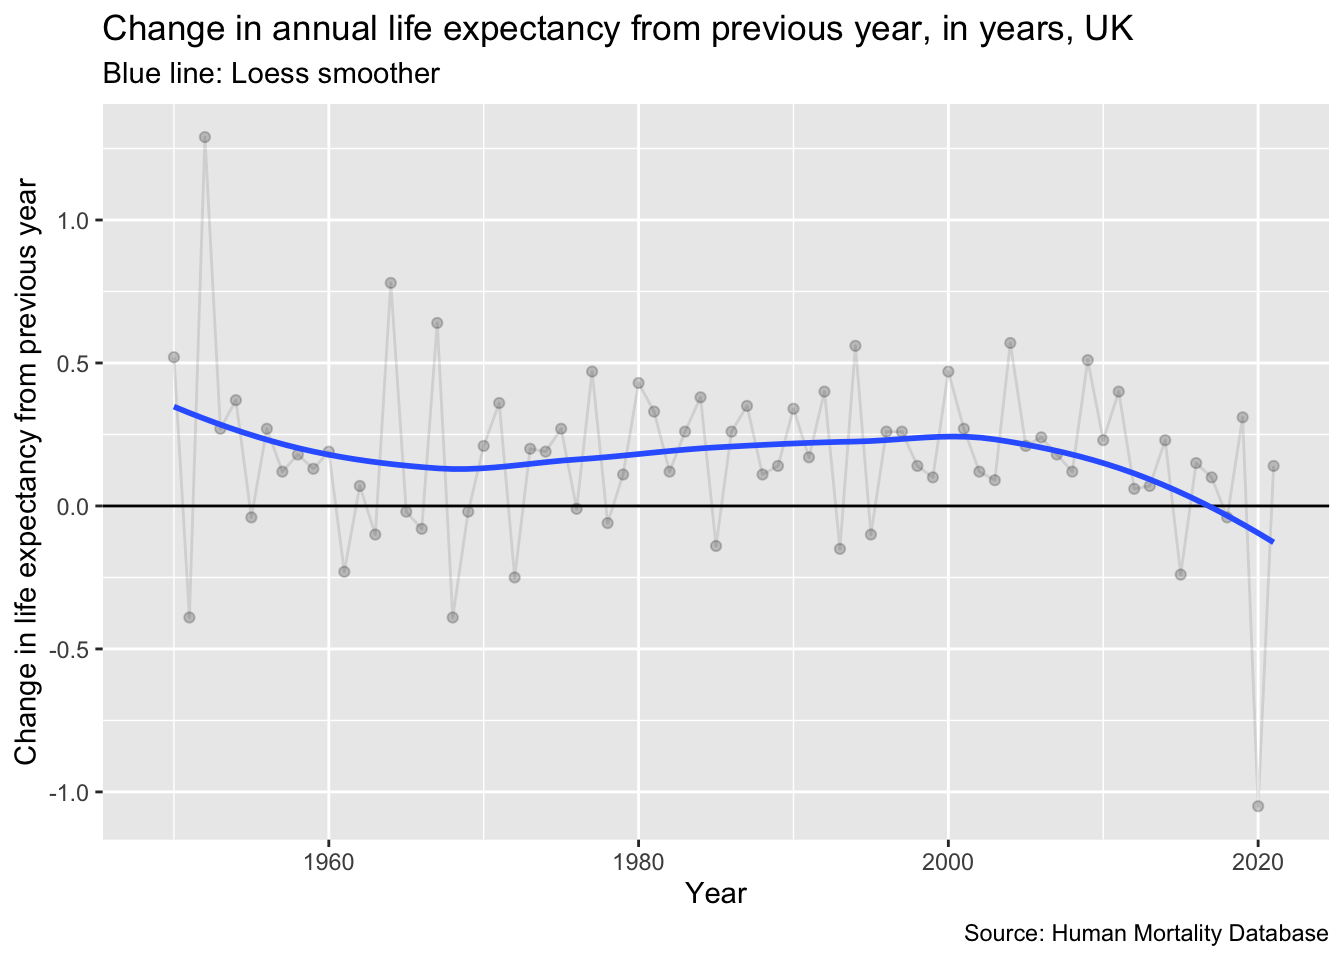 Change in annual life expectancy from previous year, in years, UK
Blue line: Loess smoother
Change in life expectancy from previous year
1.0
0.5
0.0
-0.5
-1.0
1960
1980
2000
2020
Year
Source: Human Mortality Database